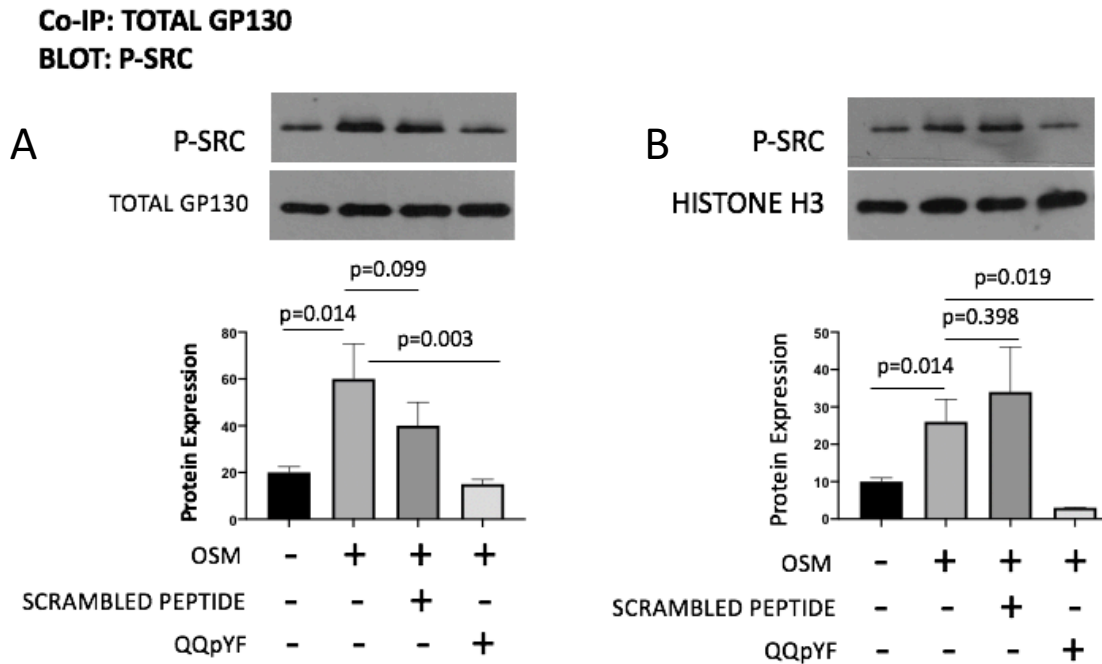 Co-IP: TOTAL GP130
BLOT: P-SRC
A
P-SRC
TOTAL GP130
p=0.099
p=0.014
p=0.003
Protein Expression
80
60
40
20
0
OSM - + + +
SCRAMBLED PEPTIDE - - + -
QQpYF - - - +
B
P-SRC
HISTONE H3
p=0.019
p=0.398
p=0.014
Protein Expression
50
40
30
20
10
0
OSM - + + +
SCRAMBLED PEPTIDE - - + -
QQpYF - - - +